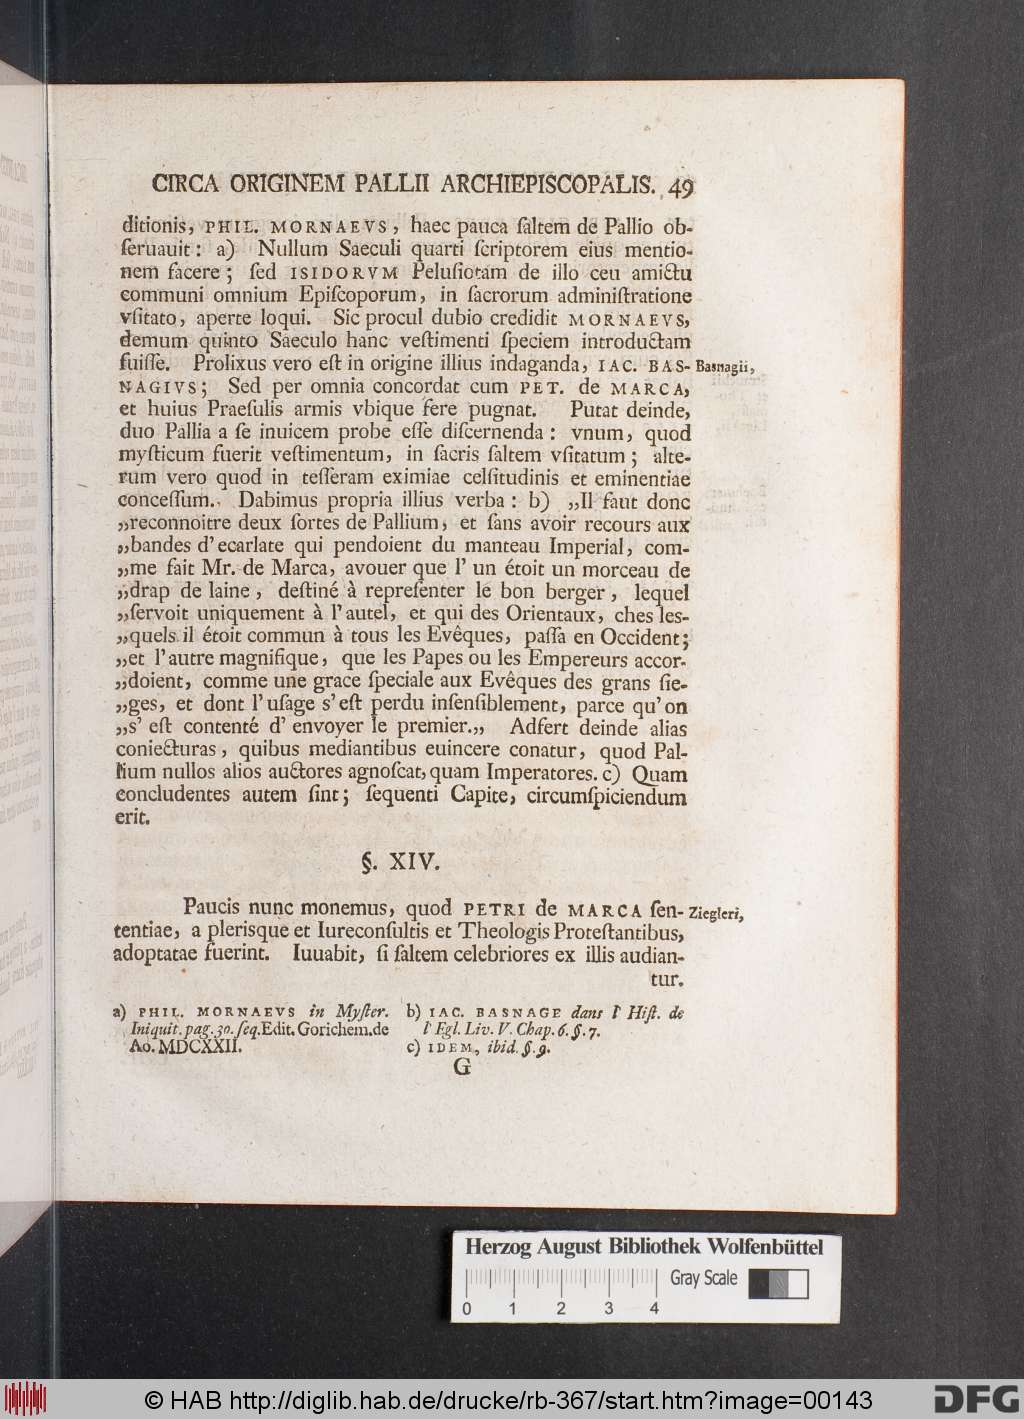 CIRCA ORIGINEM PALLII ARCHIEPISCOPALIS. 49
ditionis, PHIL. MORNAEVS, haec pauca ſaltem de Pallio ob-
ſeruauit: a) Nullum Saeculi quarti ſcriptorem eius mentio-
nem facere; ſed ISIDORVM Peluſiotam de illo ceu amictu
communi omnium Epiſcoporum, in ſacrorum adminiſtratione
vſitato, aperte loqui. Sic procul dubio credidit MORNAEVS,
demum quinto Saeculo hanc veſtimenti ſpeciem introductam
fuiſſe. Prolixus vero eſt in origine illius indaganda, IAC. BAS- Basnagii,
NAGIVS; Sed per omnia concordat cum PET. de MARCA,
et huius Praeſulis armis vbique fere pugnat. Putat deinde,
duo Pallia a ſe inuicem probe eſſe diſcernenda: vnum, quod
myſticum fuerit veſtimentum, in ſacris ſaltem vſitatum; alte-
rum vero quod in teſſeram eximiae celſitudinis et eminentiae
conceſſum. Dabimus propria illius verba: b) „Il faut donc
„reconnoitre deux ſortes de Pallium, et ſans avoir recours aux
„bandes d' ecarlate qui pendoient du manteau Imperial, com-
„me fait Mr. de Marca, avouer que l' un étoit un morceau de
„drap de laine, deſtiné à repreſenter le bon berger, lequel
„ſervoit uniquement à l' autel, et qui des Orientaux, ches les-
„quels il étoit commun à tous les Evêques, paſſa en Occident;
„et l' autre magnifique, que les Papes ou les Empereurs accor-
„doient, comme une grace ſpeciale aux Evêques des grans ſie-
„ges, et dont l' uſage s' eſt perdu inſenſiblement, parce qu' on
„s' eſt contenté d' envoyer le premier.„ Adfert deinde alias
coniecturas, quibus mediantibus euincere conatur, quod Pal-
lium nullos alios auctores agnoſcat, quam Imperatores. c) Quam
concludentes autem ſint; ſequenti Capite, circumſpiciendum
erit.
§. XIV.
Paucis nunc monemus, quod PETRI de MARCA ſen- Ziegleri,
tentiae, a plerisque et Iureconſultis et Theologis Proteſtantibus,
adoptatae fuerint. Iuuabit, ſi ſaltem celebriores ex illis audian-
tur.
a) PHIL. MORNAEVS in Myſter.
Iniquit. pag. 30. ſeq. Edit. Gorichem. de
Ao. MDCXXII.
b) IAC. BASNAGE dans l' Hiſt. de
l' Egl. Liv. V. Chap. 6. §. 7.
c) IDEM, ibid. §. 9.
G
Herzog August Bibliothek Wolfenbüttel
Gray Scale
0 1 2 3 4
© HAB http://diglib.hab.de/drucke/rb-367/start.htm?image=00143
DFG